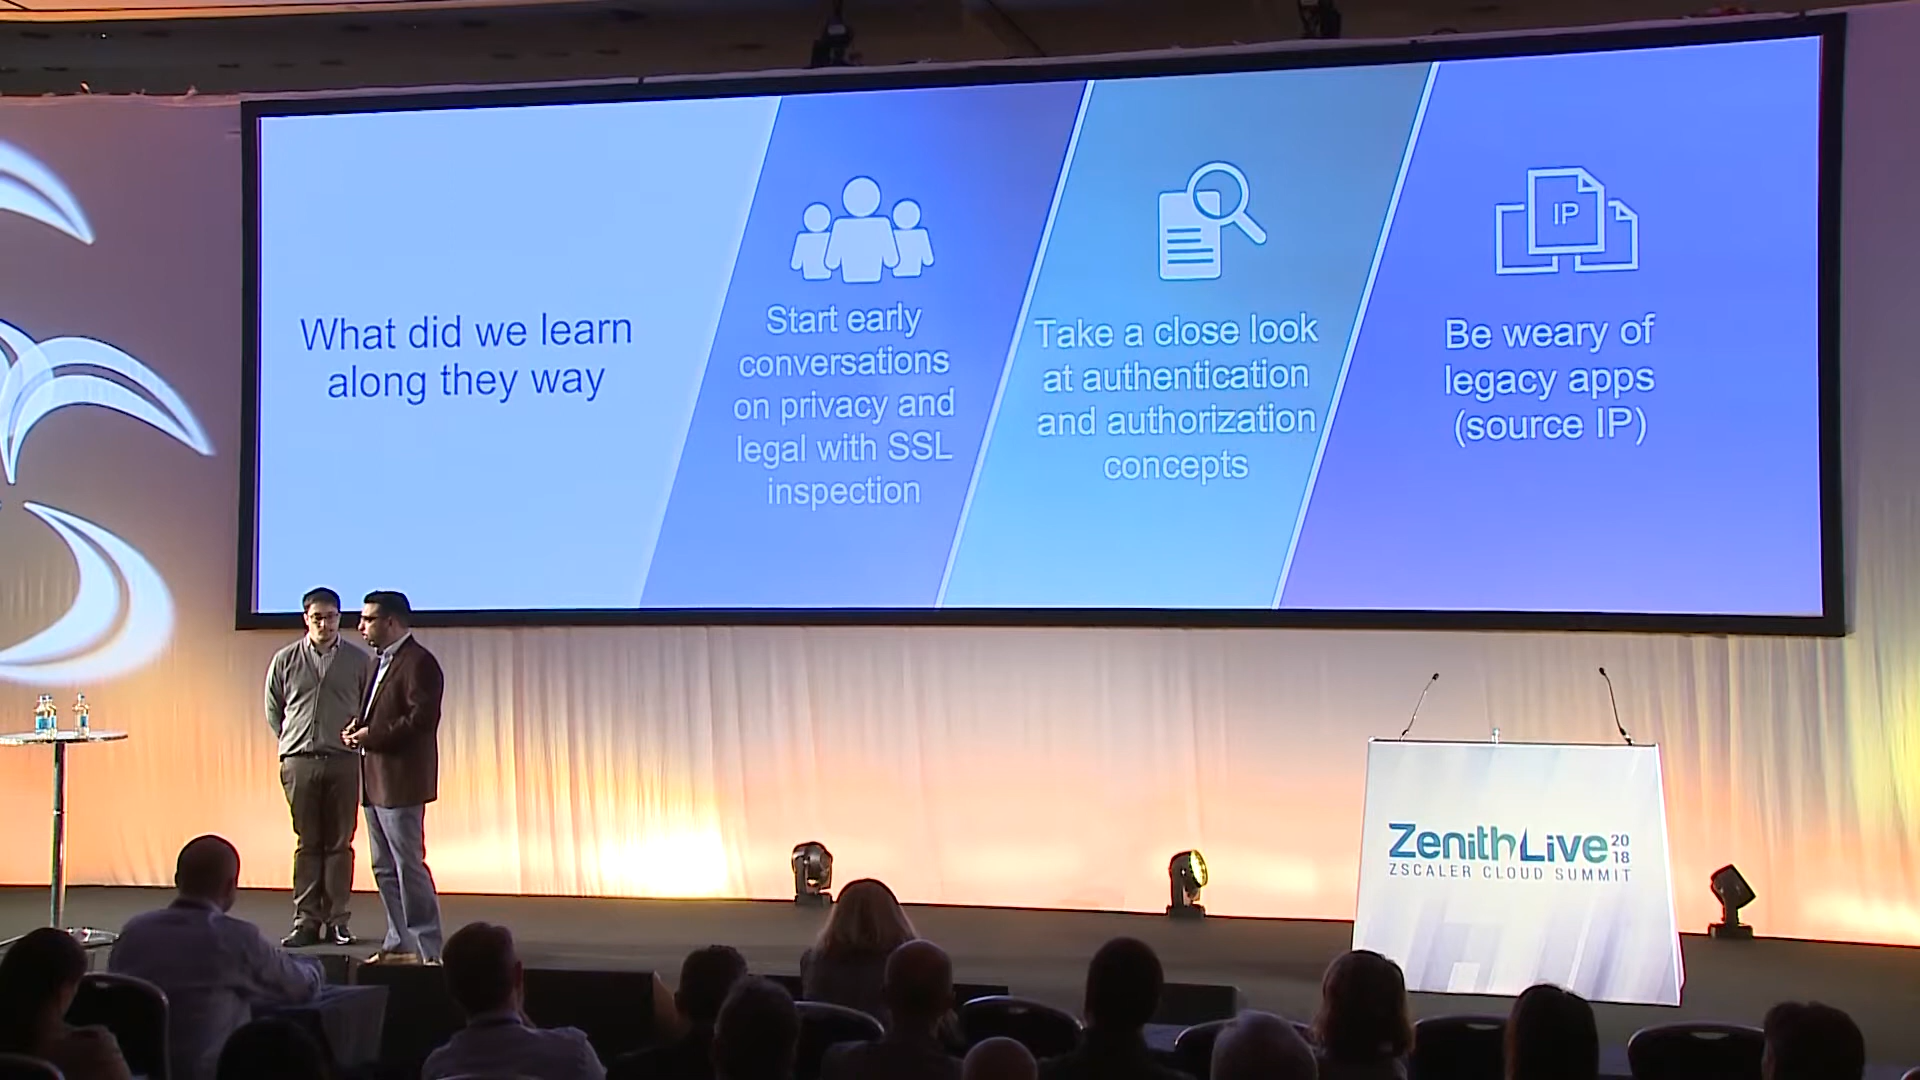 What did we learn
along they way
Start early
conversations
on privacy and
legal with SSL
inspection
Take a close look
at authentication
and authorization
concepts
IP
Be weary of
legacy apps
(source IP)
ZenithLive 20
18
ZSCALER CLOUD SUMMIT